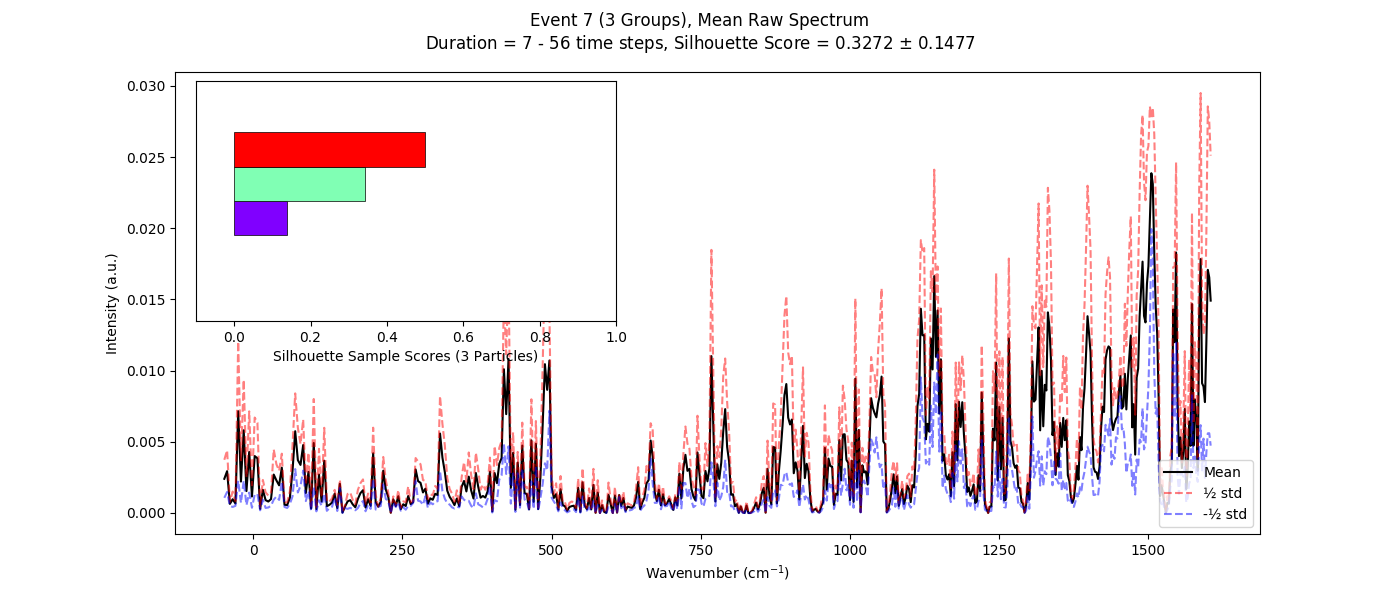 Event 7 (3 Groups), Mean Raw Spectrum
Duration = 7 - 56 time steps, Silhouette Score = 0.3272 ± 0.1477
0.030
0.025
0.020
0.015
0.010
0.005
0.000
Intensity (a.u.)
0.0 0.2 0.4 0.6 0.8 1.0
Silhouette Sample Scores (3 Particles)
Mean
½ std
-½ std
0 250 500 750 1000 1250 1500
Wavenumber (cm⁻¹)